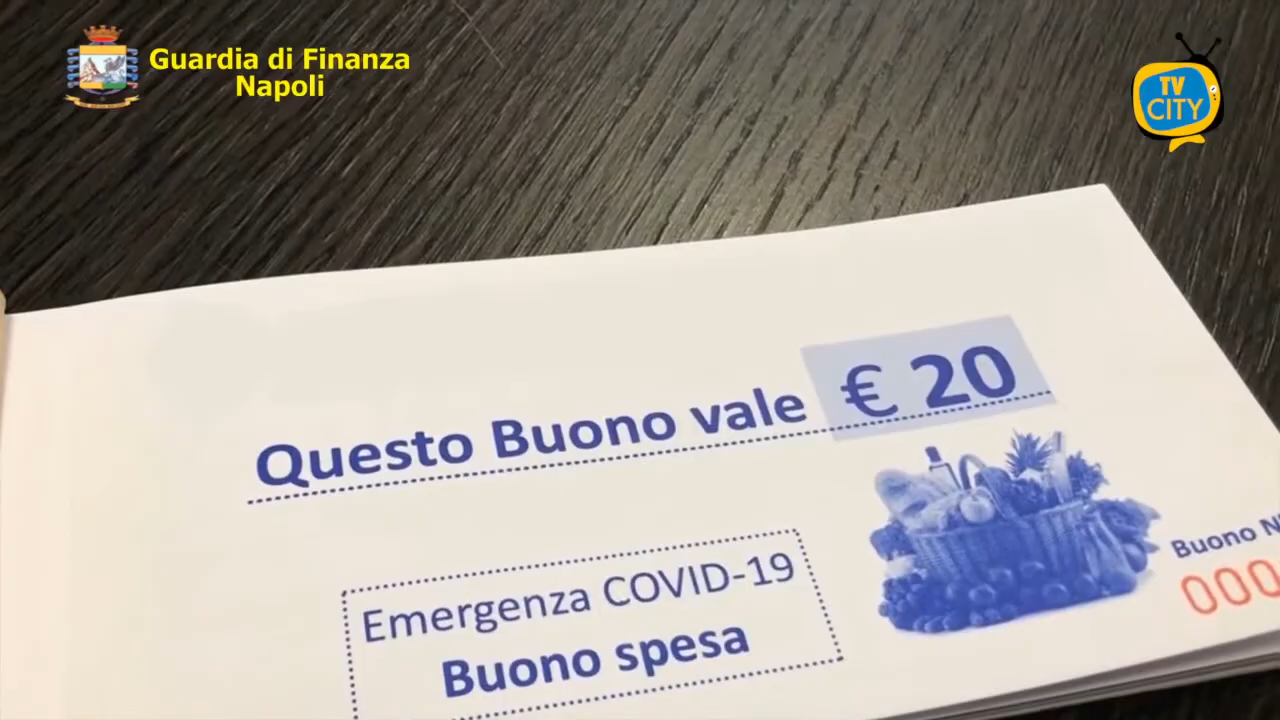 Guardia di Finanza
Napoli
TV
CITY
Questo Buono vale € 20
Buono N
000
Emergenza COVID-19
Buono spesa